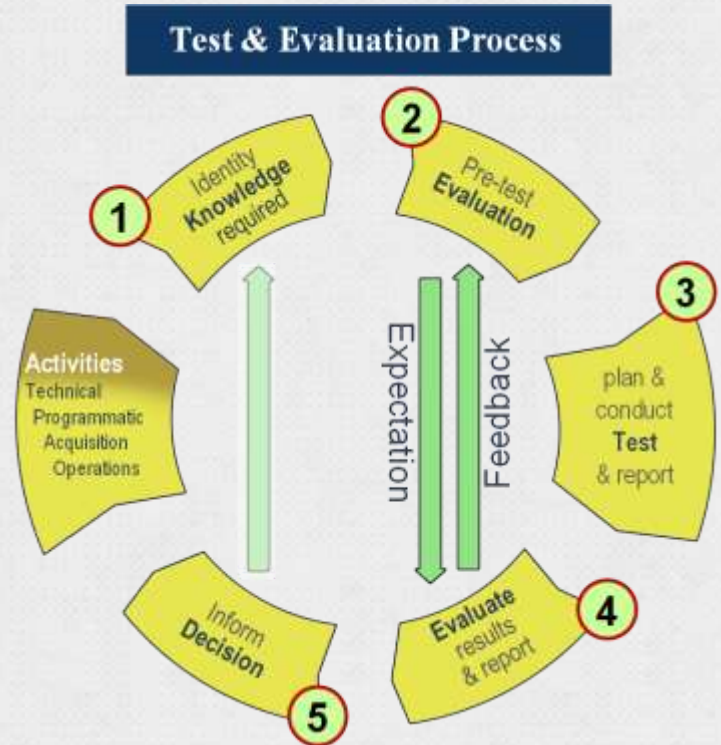 Test & Evaluation Process
1
Identity
Knowledge
required
2
Pre-test
Evaluation
3
plan &
conduct
Test
& report
Expectation
Feedback
Activities
Technical
Programmatic
Acquisition
Operations
Evaluate
results
& report
4
Inform
Decision
5